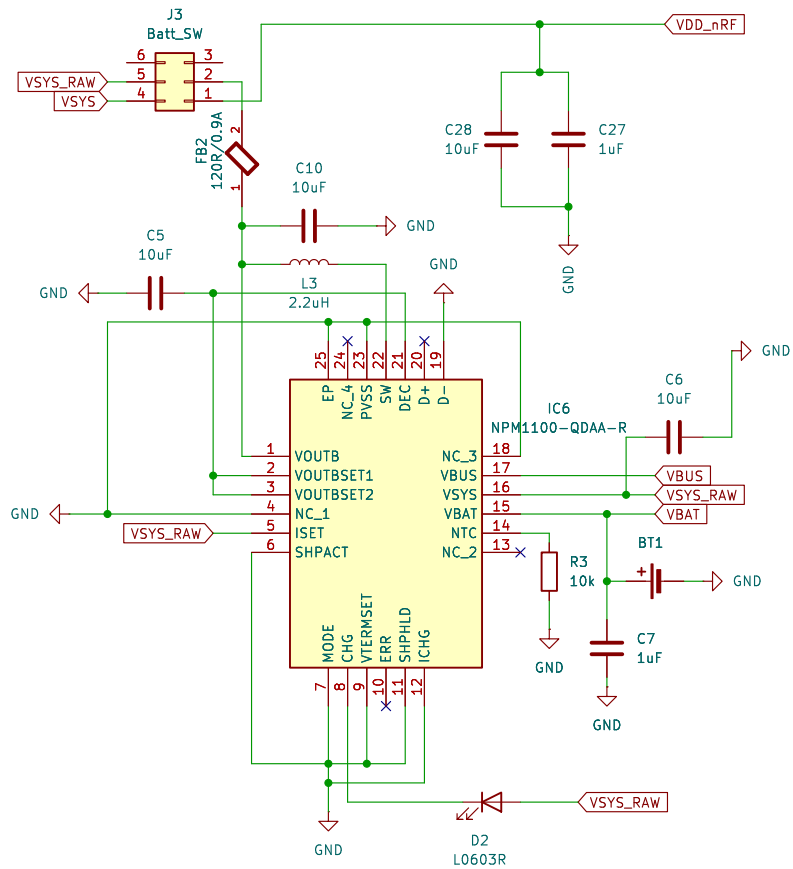 J3
Batt_SW
VDD_nRF
6
3
VSYS_RAW
5
2
VSYS
4
1
2
FB2
120R/0.9A
1
C28
10uF
C27
1uF
C10
10uF
GND
GND
C5
10uF
GND
L3
2.2uH
GND
25
24
23
22
21
20
19
EP
NC_4
PVSS
SW
DEC
D+
D-
IC6
NPM1100-QDAA-R
C6
10uF
GND
1
VOUTB
NC_3
18
2
VOUTBSET1
VBUS
17
VBUS
3
VOUTBSET2
VSYS
16
VSYS_RAW
GND
4
NC_1
VBAT
15
VBAT
VSYS_RAW
5
ISET
NTC
14
6
SHPACT
NC_2
13
BT1
+
GND
R3
10k
GND
C7
1uF
GND
MODE
CHG
VTERMSET
ERR
SHPHLD
ICHG
7
8
9
10
11
12
VSYS_RAW
GND
D2
L0603R